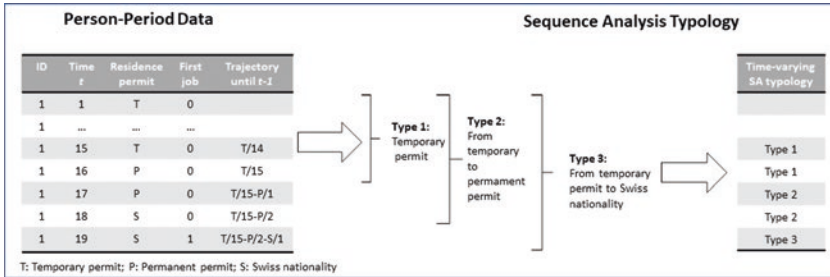 Person-Period Data
Sequence Analysis Typology
ID Time t Residence permit First job Trajectory until t-1
1 1 T 0
1 ... ... ...
1 15 T 0 T/14
1 16 P 0 T/15
1 17 P 0 T/15-P/1
1 18 S 0 T/15-P/2
1 19 S 1 T/15-P/2-S/1
Type 1:
Temporary
permit
Type 2:
From
temporary
to
permament
permit
Type 3:
From temporary
permit to Swiss
nationality
Time-varying
SA typology
Type 1
Type 1
Type 2
Type 2
Type 3
T: Temporary permit; P: Permanent permit; S: Swiss nationality